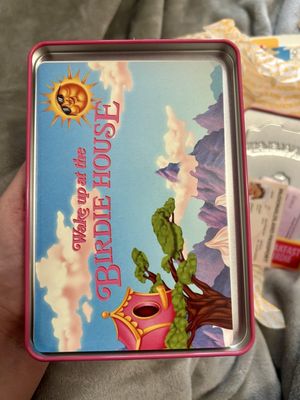 Wake up at the
BIRDIE HOUSE